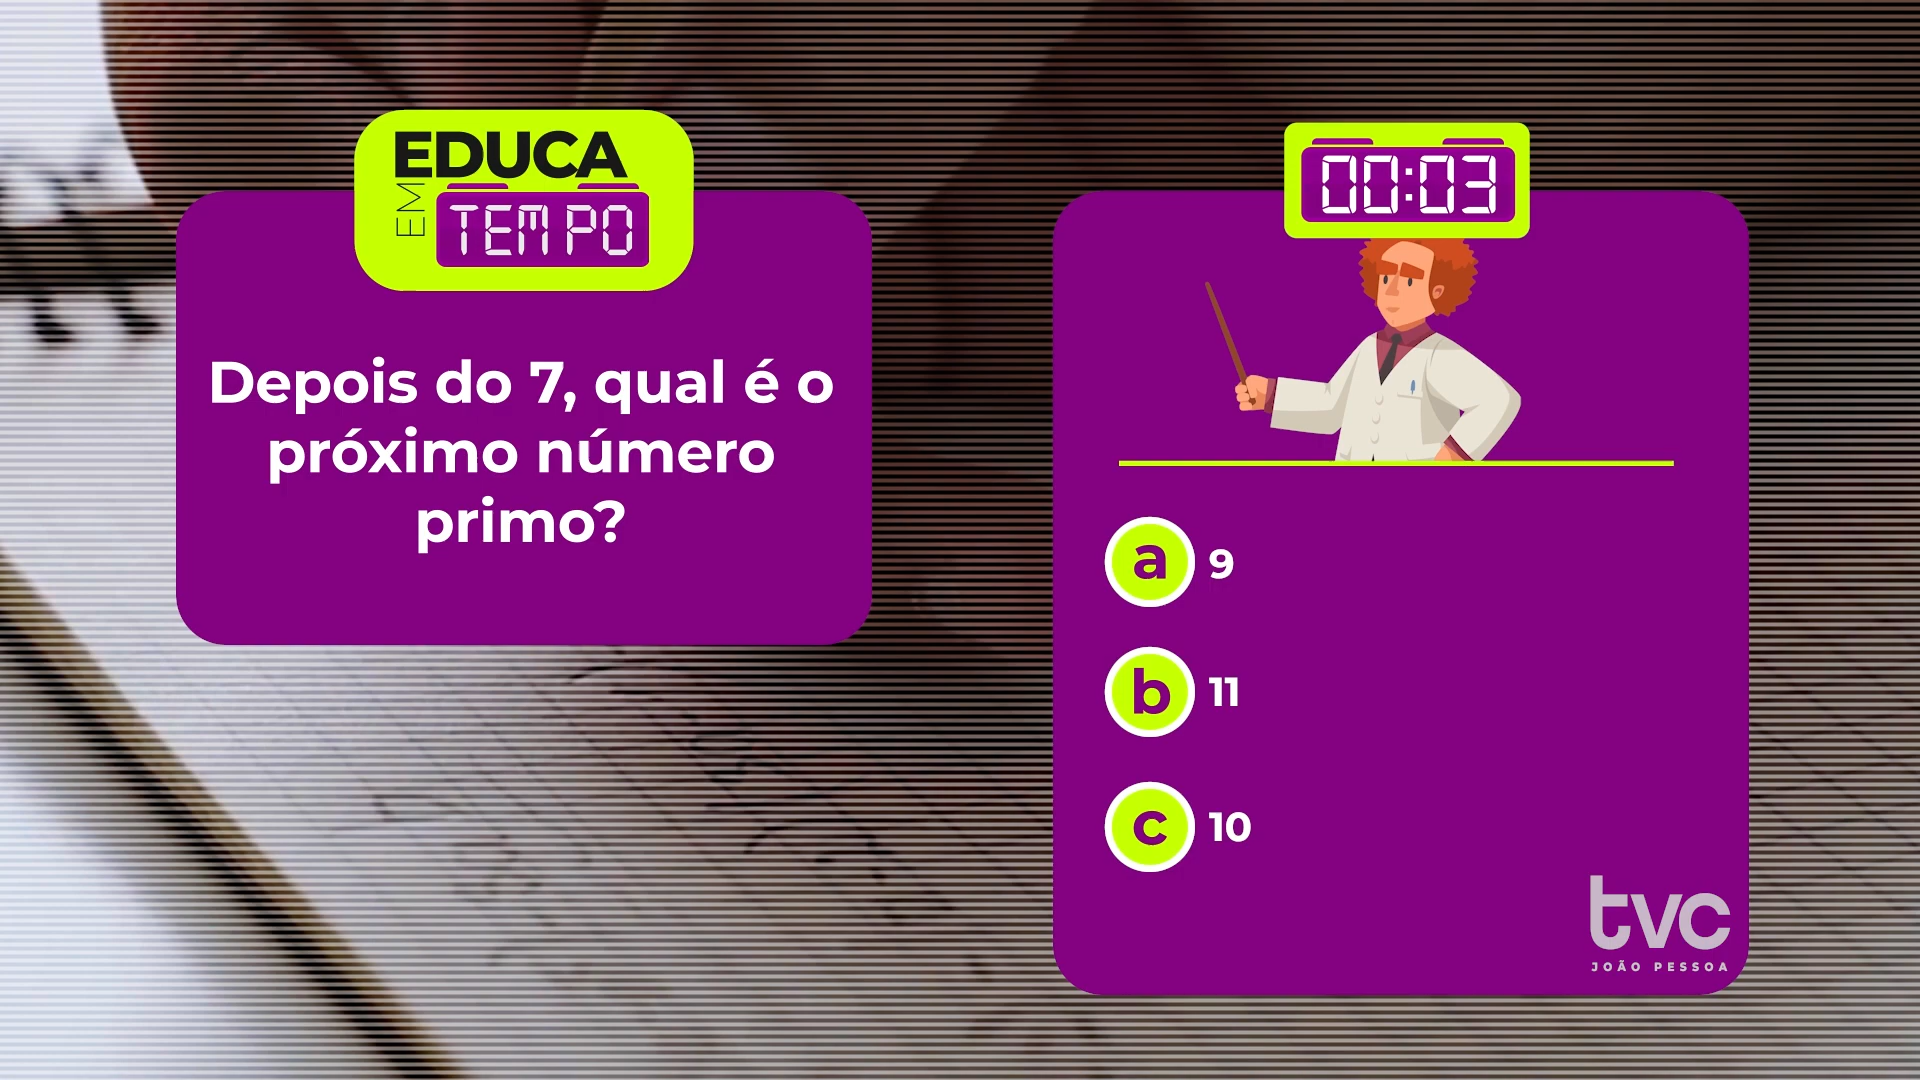 EDUCA
EM
TEMPO
Depois do 7, qual é o
próximo número
primo?
00:03
a 9
b 11
c 10
tvc
JOÃO PESSOA